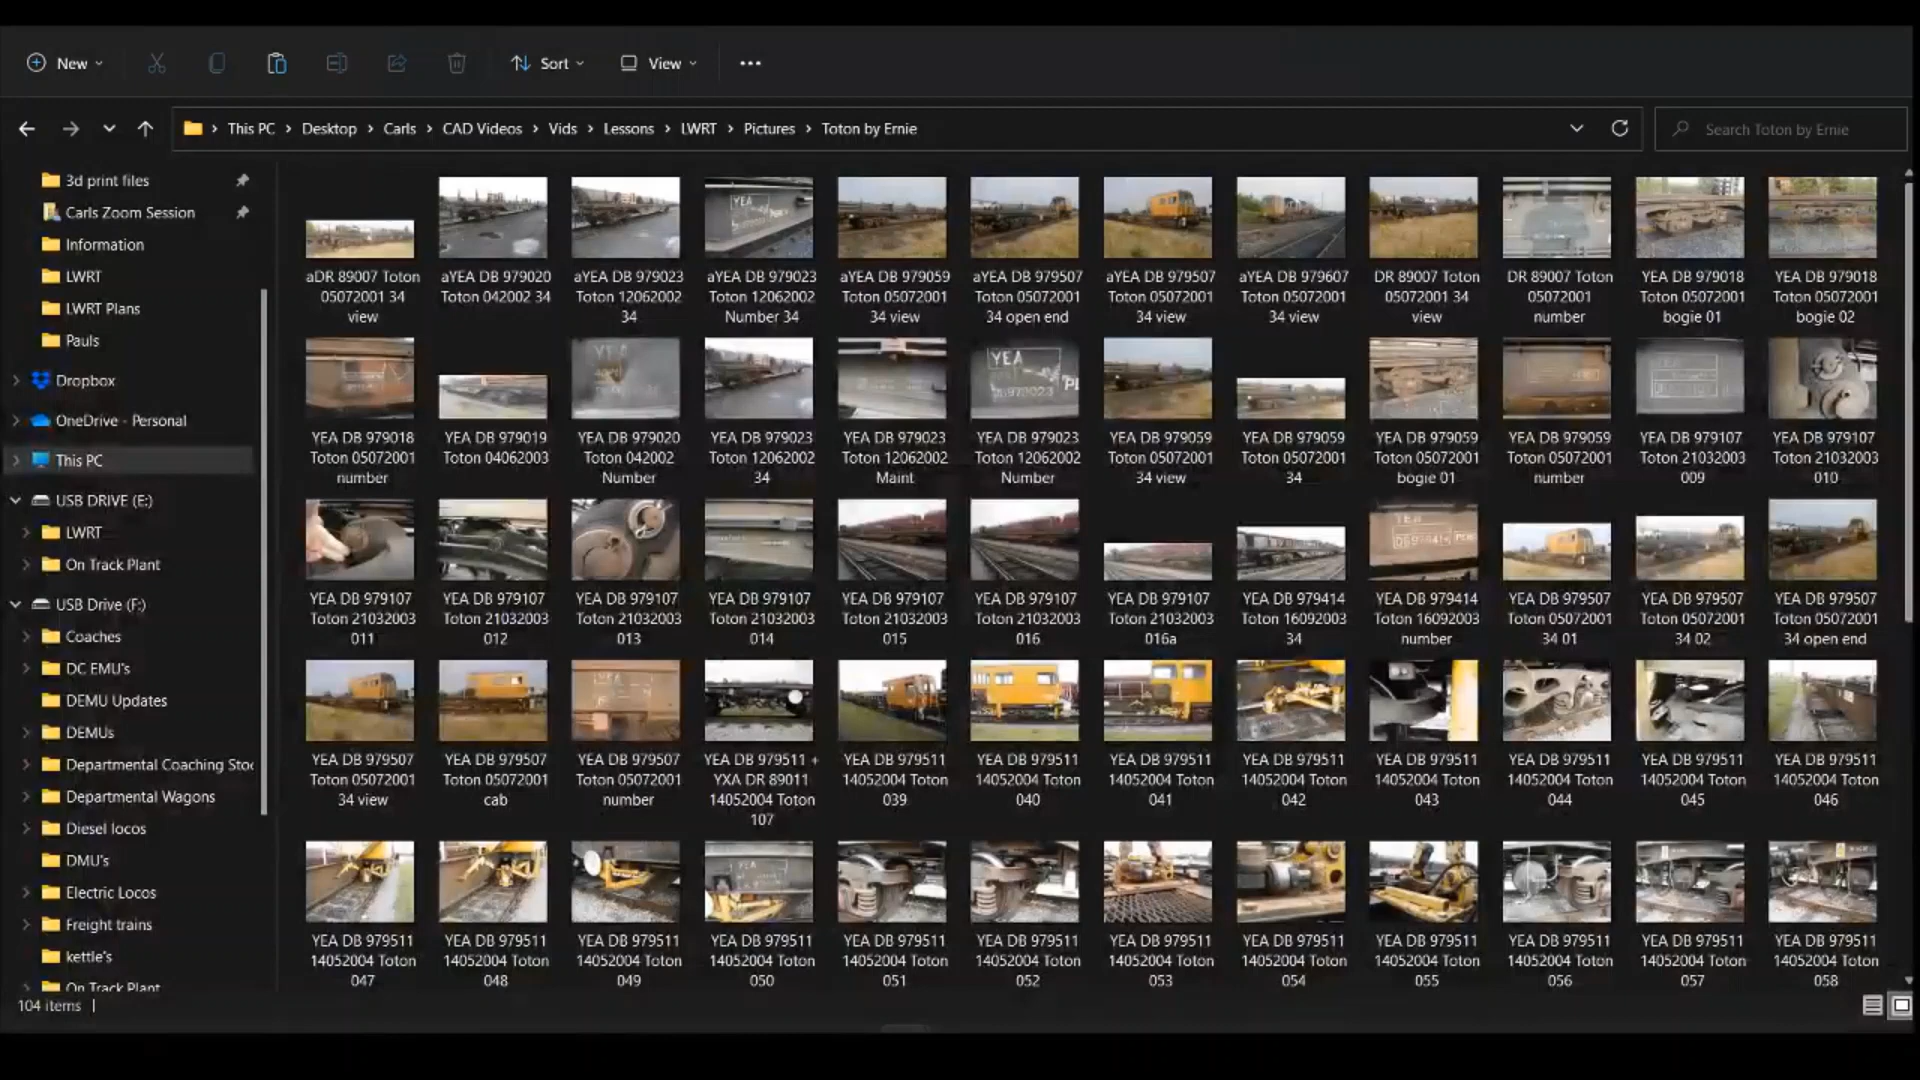 New
Sort
View
This PC
Desktop
Carls
CAD Videos
Vids
Lessons
LWRT
Pictures
Toton by Ernie
Search Toton by Ernie
3d print files
Carls Zoom Session
Information
LWRT
LWRT Plans
Pauls
Dropbox
OneDrive - Personal
This PC
USB DRIVE (E:)
LWRT
On Track Plant
USB Drive (F:)
Coaches
DC EMU's
DEMU Updates
DEMUs
Departmental Coaching Stoc
Departmental Wagons
Diesel locos
DMU's
Electric Locos
Freight trains
kettle's
On Track Plant
aDR 89007 Toton
05072001 34
view
aYEA DB 979020
Toton 042002 34
aYEA DB 979023
Toton 12062002
34
aYEA DB 979023
Toton 12062002
Number 34
aYEA DB 979059
Toton 05072001
34 view
aYEA DB 979507
Toton 05072001
34 open end
aYEA DB 979507
Toton 05072001
34 view
aYEA DB 979607
Toton 05072001
34 view
DR 89007 Toton
05072001 34
view
DR 89007 Toton
05072001
number
YEA DB 979018
Toton 05072001
bogie 01
YEA DB 979018
Toton 05072001
bogie 02
YEA DB 979018
Toton 05072001
number
YEA DB 979019
Toton 04062003
YEA DB 979020
Toton 042002
Number
YEA DB 979023
Toton 12062002
34
YEA DB 979023
Toton 12062002
Maint
YEA DB 979023
Toton 12062002
Number
YEA DB 979059
Toton 05072001
34 view
YEA DB 979059
Toton 05072001
34
YEA DB 979059
Toton 05072001
bogie 01
YEA DB 979059
Toton 05072001
number
YEA DB 979107
Toton 21032003
009
YEA DB 979107
Toton 21032003
010
YEA DB 979107
Toton 21032003
011
YEA DB 979107
Toton 21032003
012
YEA DB 979107
Toton 21032003
013
YEA DB 979107
Toton 21032003
014
YEA DB 979107
Toton 21032003
015
YEA DB 979107
Toton 21032003
016
YEA DB 979107
Toton 21032003
016a
YEA DB 979414
Toton 16092003
34
YEA DB 979414
Toton 16092003
number
YEA DB 979507
Toton 05072001
34 01
YEA DB 979507
Toton 05072001
34 02
YEA DB 979507
Toton 05072001
34 open end
YEA DB 979507
Toton 05072001
34 view
YEA DB 979507
Toton 05072001
cab
YEA DB 979507
Toton 05072001
number
YEA DB 979511 +
YXA DR 89011
14052004 Toton
107
YEA DB 979511
14052004 Toton
039
YEA DB 979511
14052004 Toton
040
YEA DB 979511
14052004 Toton
041
YEA DB 979511
14052004 Toton
042
YEA DB 979511
14052004 Toton
043
YEA DB 979511
14052004 Toton
044
YEA DB 979511
14052004 Toton
045
YEA DB 979511
14052004 Toton
046
YEA DB 979511
14052004 Toton
047
YEA DB 979511
14052004 Toton
048
YEA DB 979511
14052004 Toton
049
YEA DB 979511
14052004 Toton
050
YEA DB 979511
14052004 Toton
051
YEA DB 979511
14052004 Toton
052
YEA DB 979511
14052004 Toton
053
YEA DB 979511
14052004 Toton
054
YEA DB 979511
14052004 Toton
055
YEA DB 979511
14052004 Toton
056
YEA DB 979511
14052004 Toton
057
YEA DB 979511
14052004 Toton
058
104 items